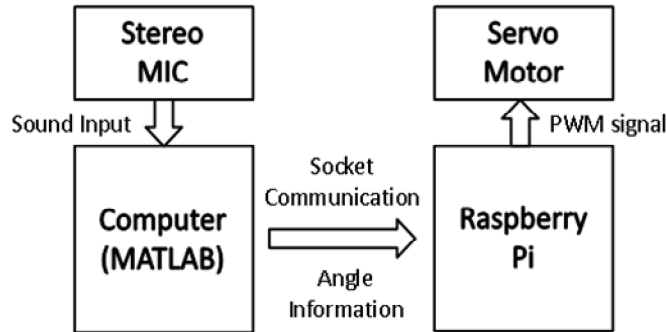 Stereo
MIC
Servo
Motor
Sound Input
PWM signal
Computer
(MATLAB)
Socket
Communication
Angle
Information
Raspberry
Pi